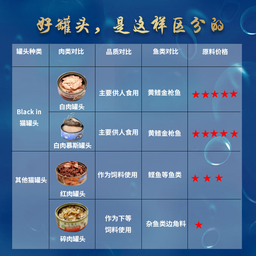 好罐头，是这样区分的
罐头种类 肉类对比 品质对比 鱼类对比 原料价格
Black in
猫罐头
白肉罐头 主要供人食用 黄鳍金枪鱼 ★★★★★
白肉慕斯罐头 主要供人食用 黄鳍金枪鱼 ★★★★★
其他猫罐头
红肉罐头 作为饲料使用 鲣鱼等鱼类 ★ ★ ★
碎肉罐头 作为下等
饲料使用 杂鱼类边角料 ★